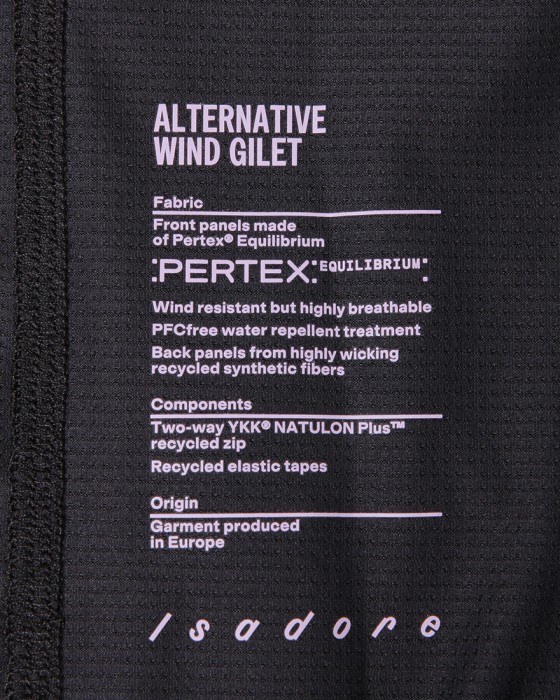 ALTERNATIVE
WIND GILET
Fabric
Front panels made
of Pertex® Equilibrium
:PERTEX: EQUILIBRIUM:
Wind resistant but highly breathable
PFCfree water repellent treatment
Back panels from highly wicking
recycled synthetic fibers
Components
Two-way YKK® NATULON Plus™
recycled zip
Recycled elastic tapes
Origin
Garment produced
in Europe
Isadore